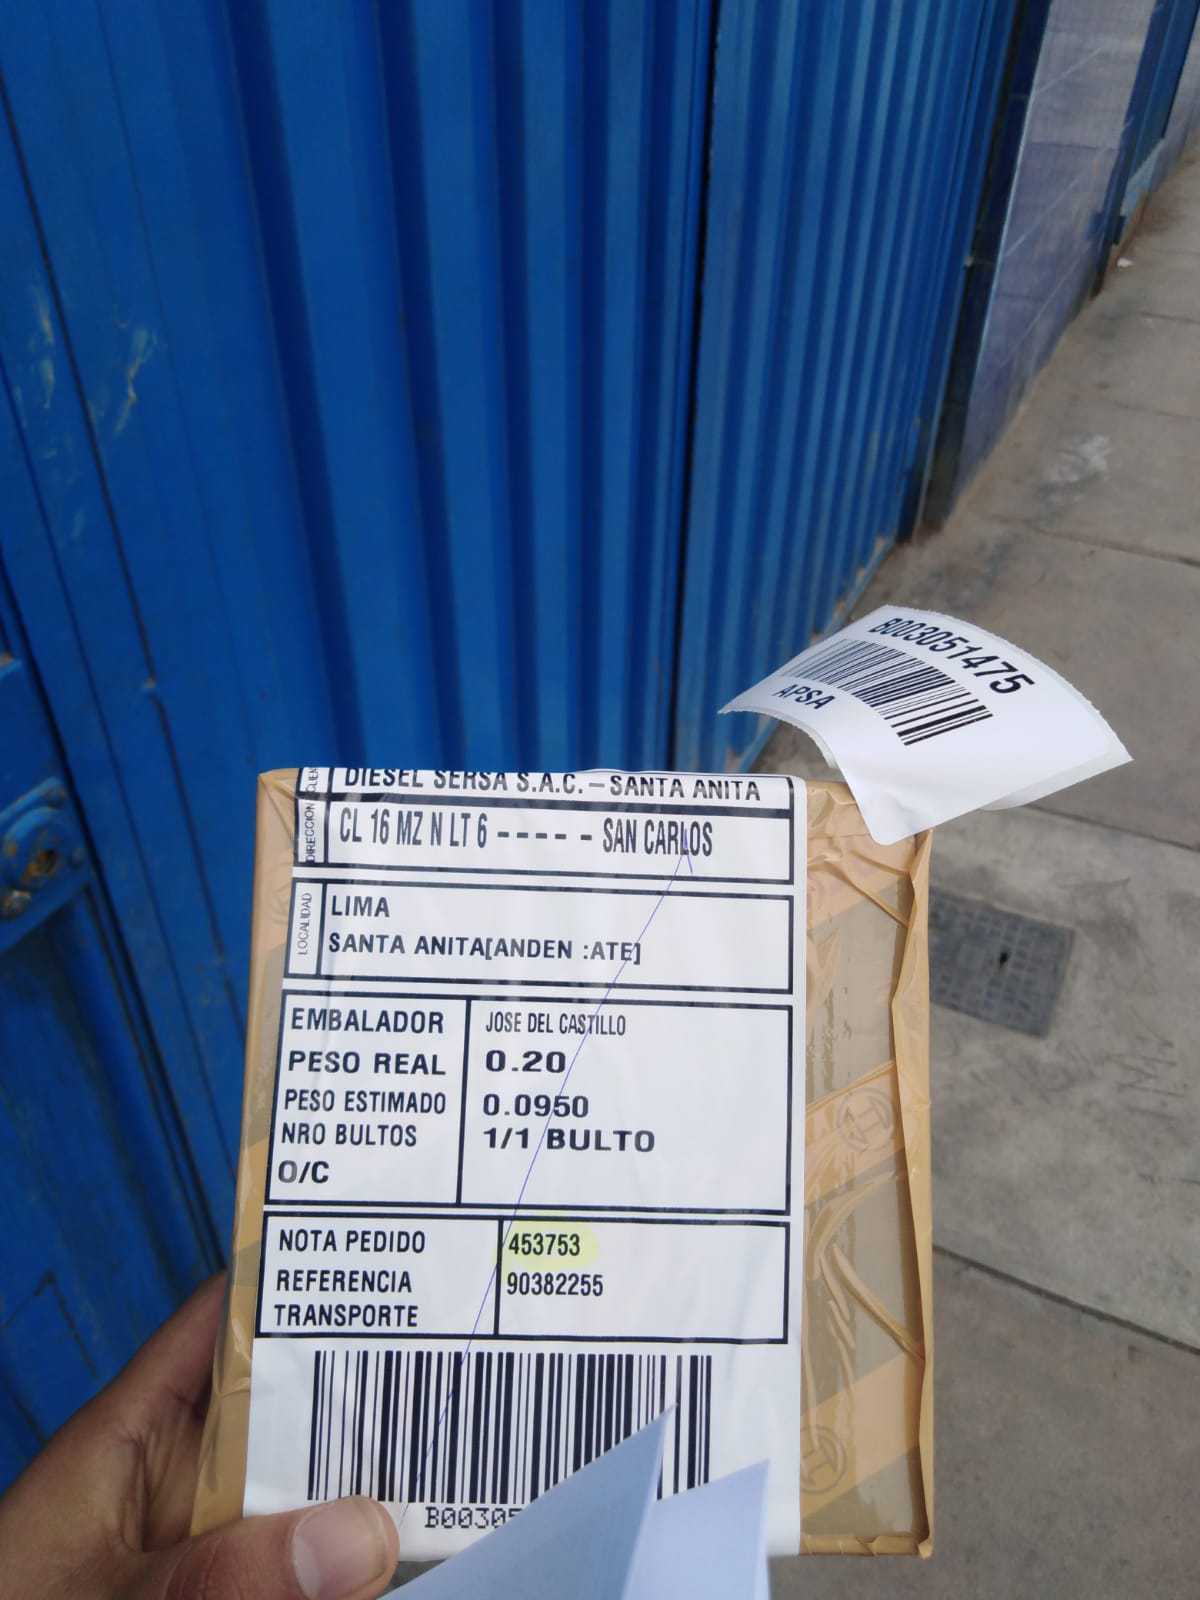 B003051475
APSA
DIESEL SERSA S.A.C. - SANTA ANITA
DIRECCION
CL 16 MZ N LT 6 - - - - - SAN CARLOS
LOCALIDAD
LIMA
SANTA ANITA[ANDEN :ATE]
EMBALADOR JOSE DEL CASTILLO
PESO REAL 0.20
PESO ESTIMADO 0.0950
NRO BULTOS 1/1 BULTO
O/C
NOTA PEDIDO 453753
REFERENCIA 90382255
TRANSPORTE